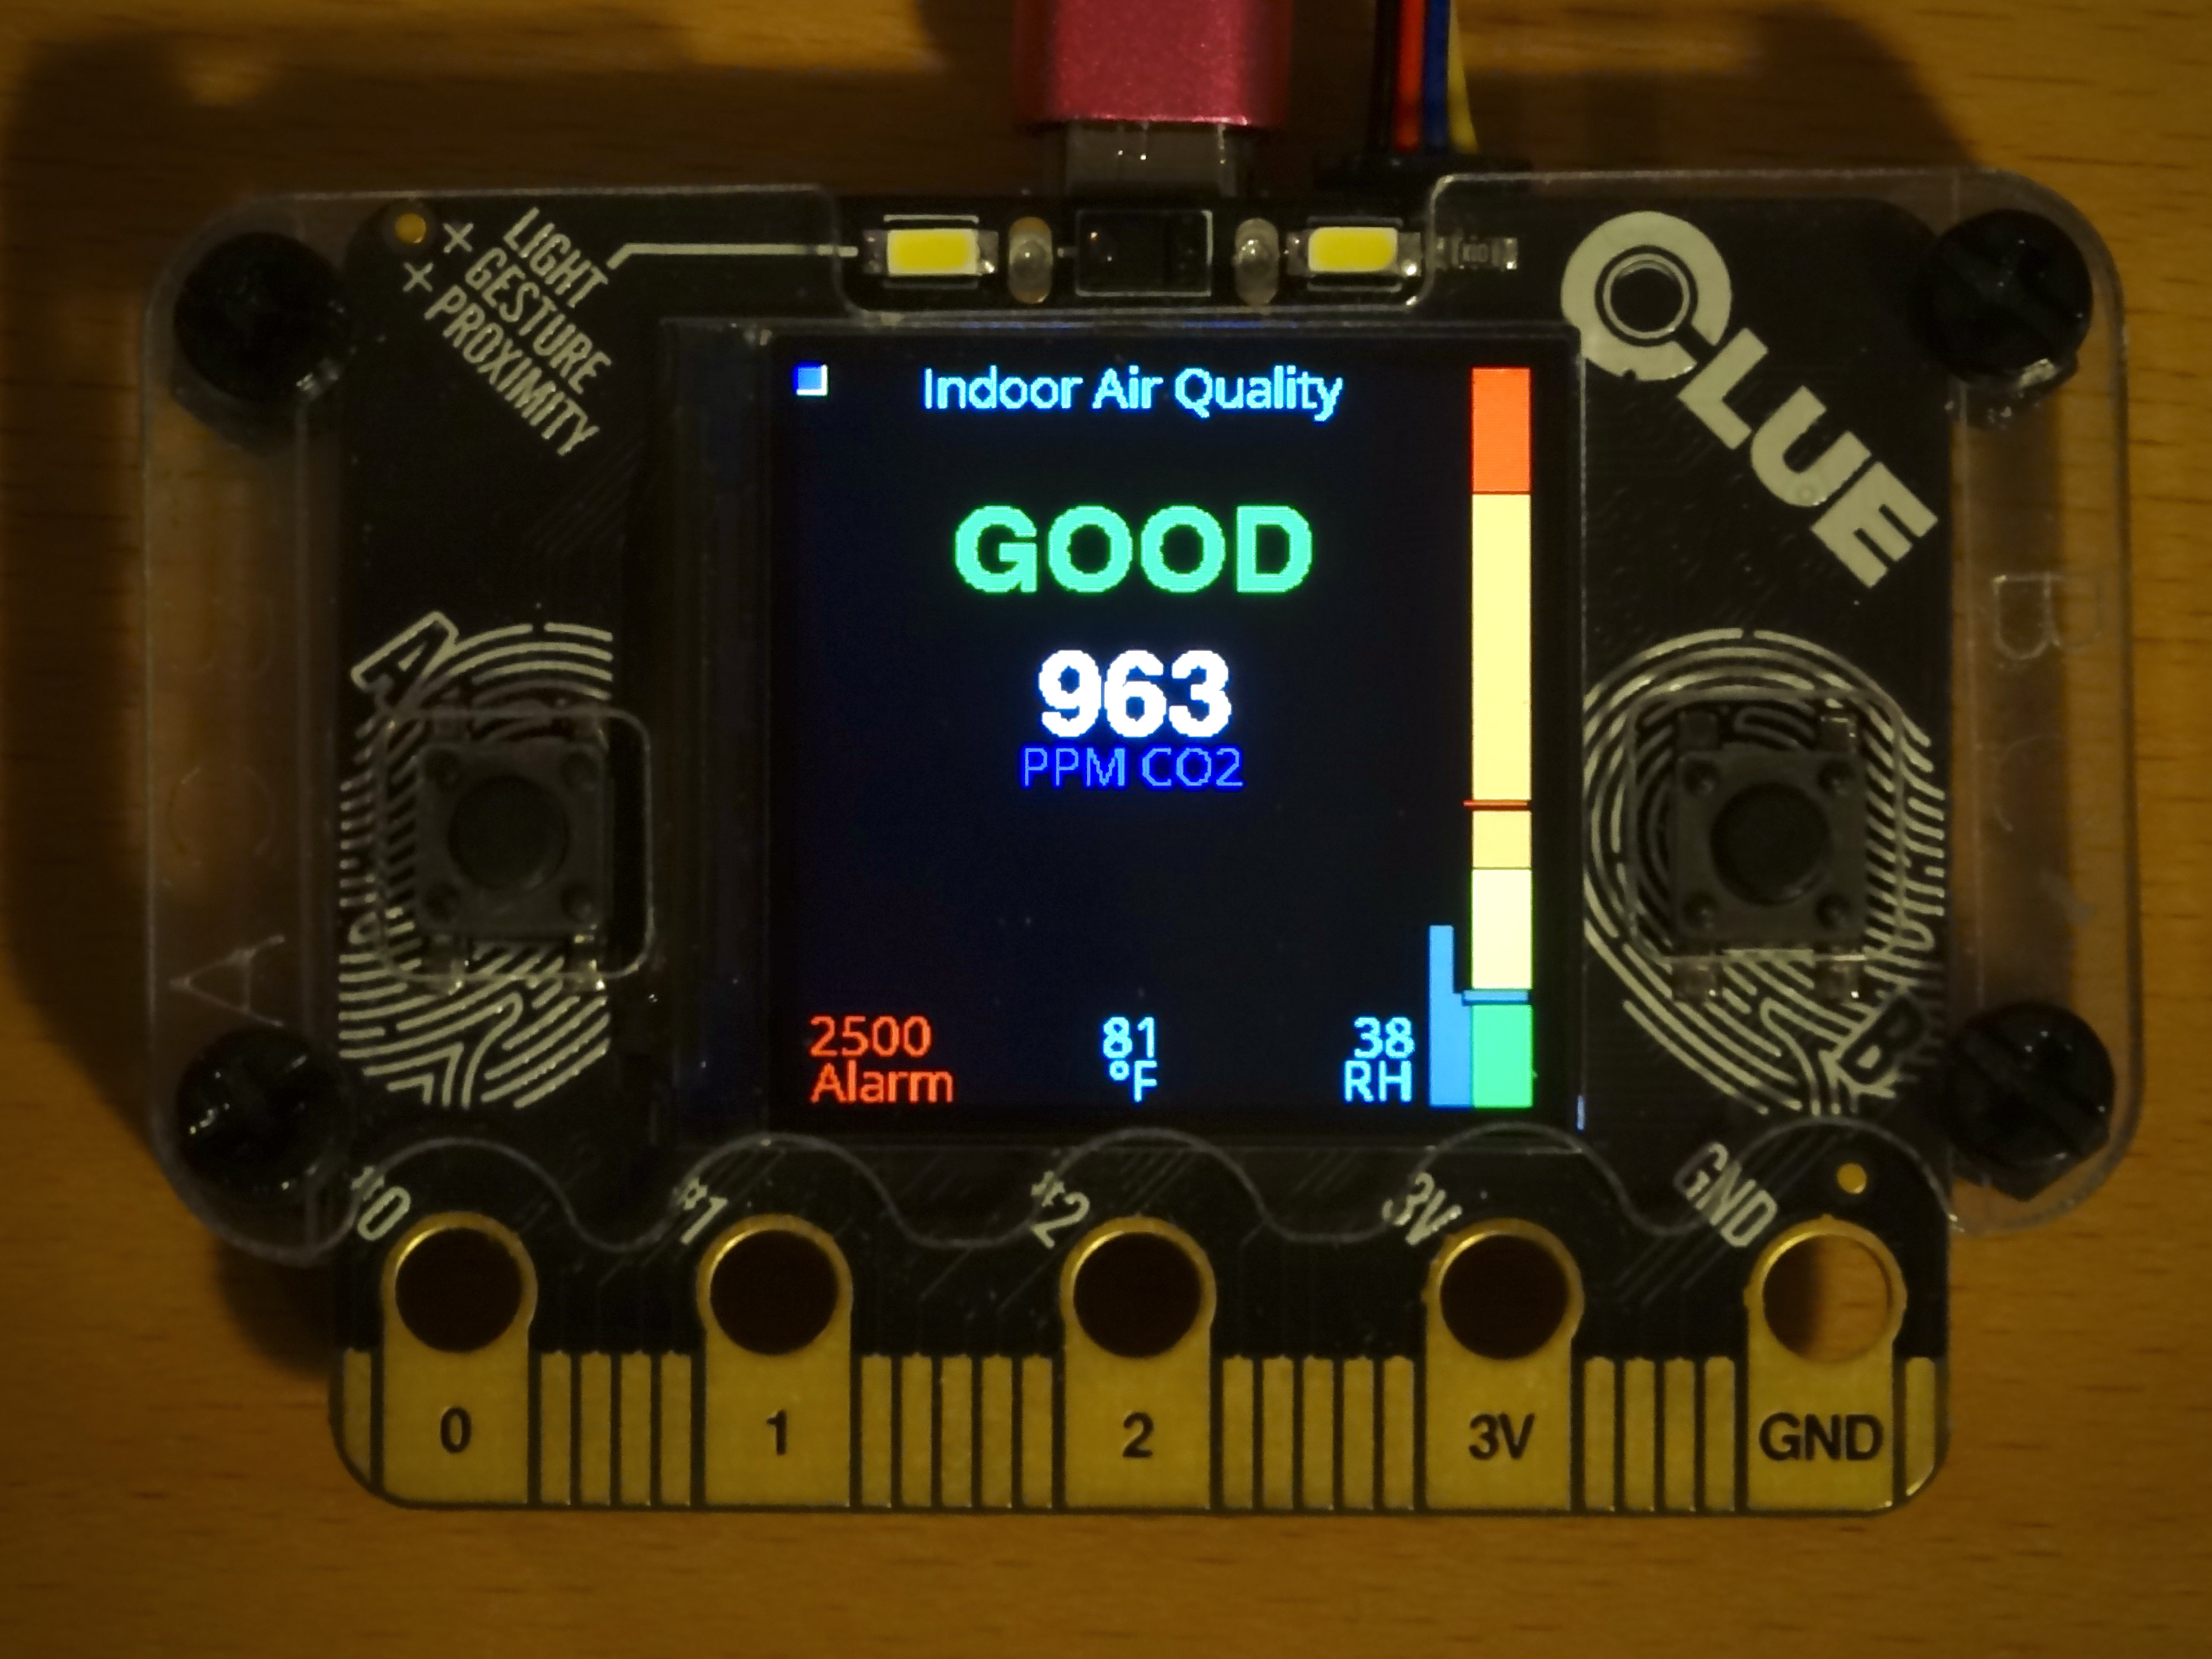 LIGHT
+ GESTURE
+ PROXIMITY
CLUE
Indoor Air Quality
GOOD
963
PPM CO2
2500
Alarm
81
°F
38
RH
A
B
A
B
#0
#1
#2
3V
GND
0
1
2
3V
GND